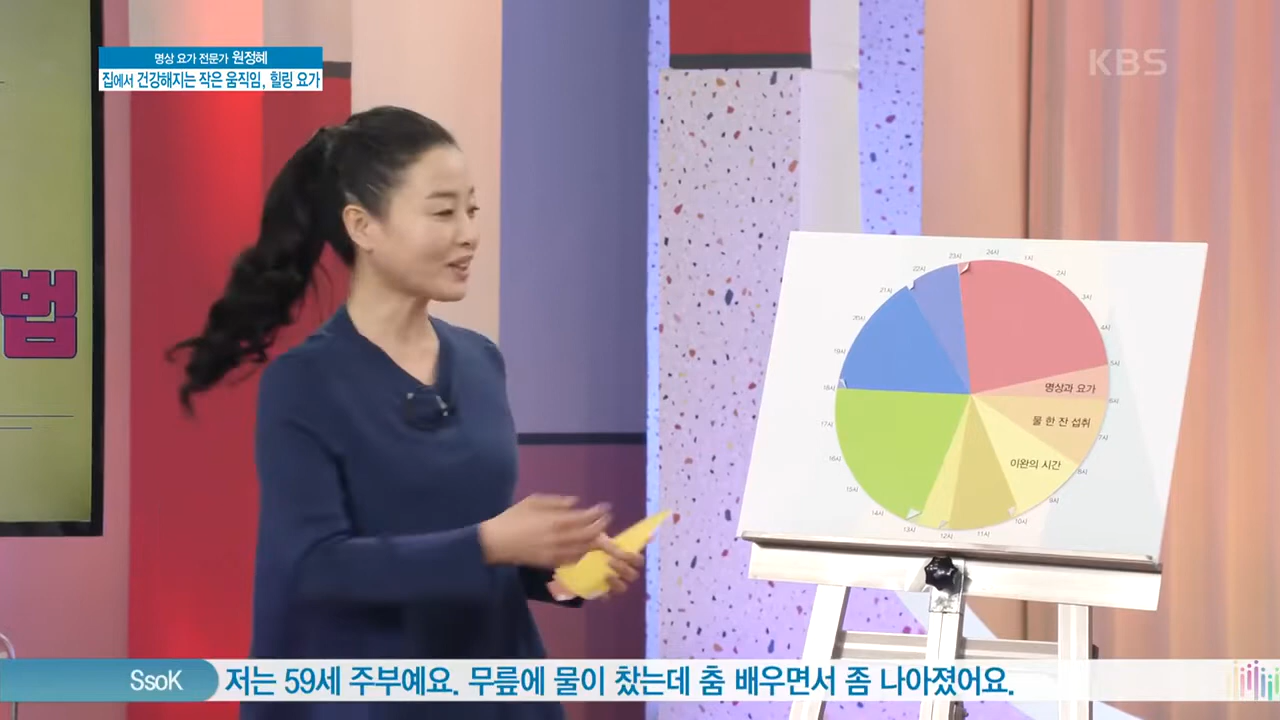 명상 요가 전문가 원정혜
집에서 건강해지는 작은 움직임, 힐링 요가
KBS
법
24시
1시
2시
3시
4시
5시
6시
7시
8시
9시
10시
11시
12시
13시
14시
15시
16시
17시
18시
19시
20시
21시
22시
23시
명상과 요가
물 한 잔 섭취
이완의 시간
SsoK 저는 59세 주부예요. 무릎에 물이 찼는데 춤 배우면서 좀 나아졌어요.